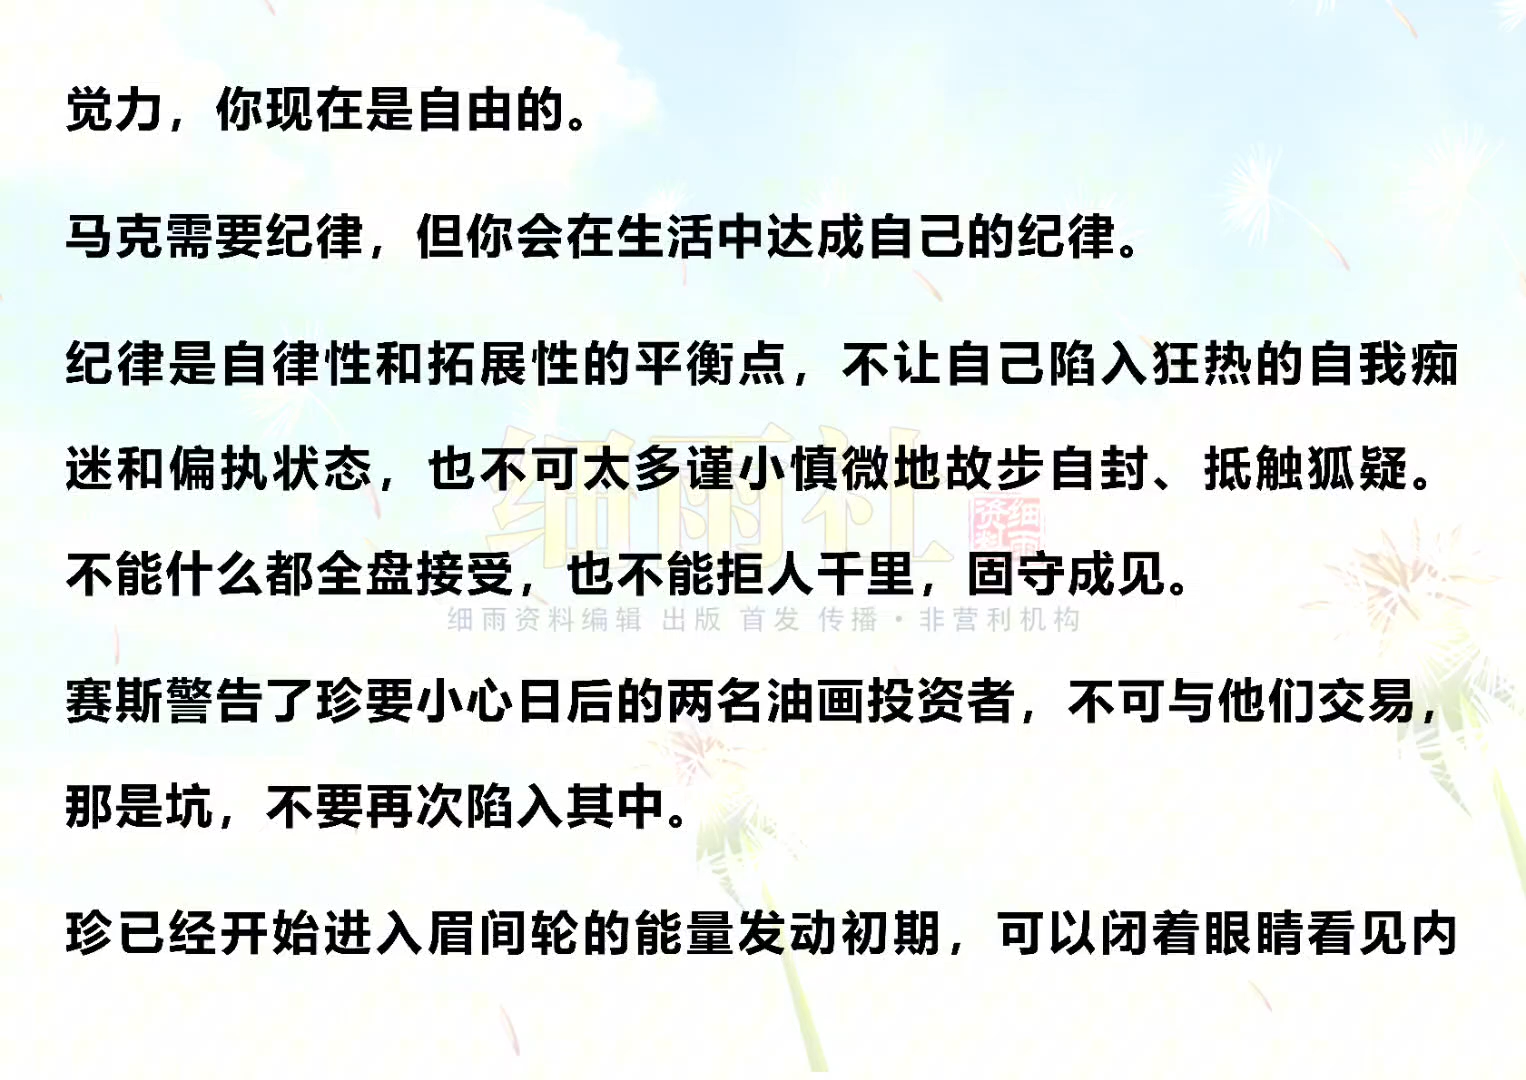 觉力，你现在是自由的。
马克需要纪律，但你会在生活中达成自己的纪律。
纪律是自律性和拓展性的平衡点，不让自己陷入狂热的自我痴
迷和偏执状态，也不可太多谨小慎微地故步自封、抵触狐疑。
细雨社
细雨资料
不能什么都全盘接受，也不能拒人千里，固守成见。
细雨资料编辑 出版 首发 传播·非营利机构
赛斯警告了珍要小心日后的两名油画投资者，不可与他们交易，
那是坑，不要再次陷入其中。
珍已经开始进入眉间轮的能量发动初期，可以闭着眼睛看见内